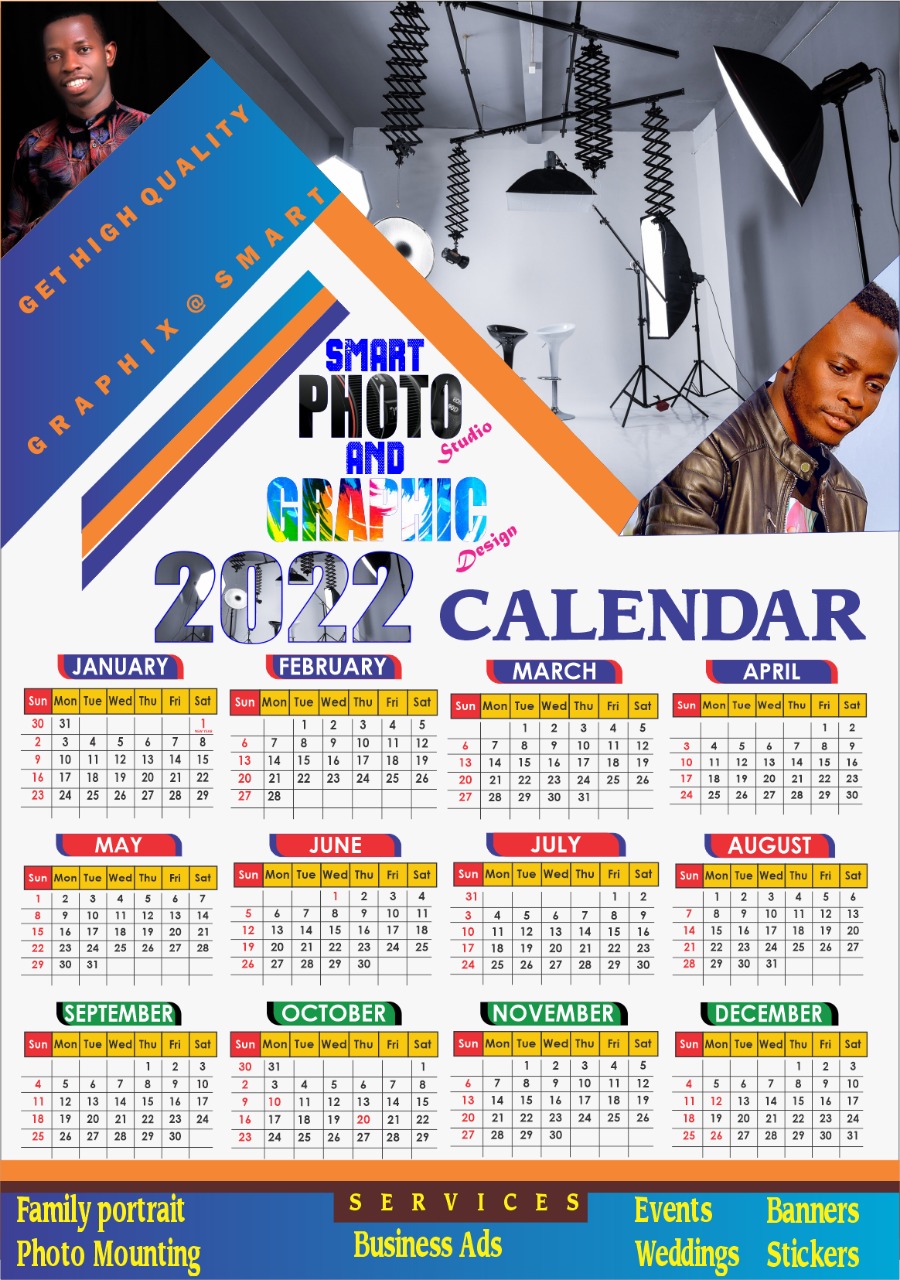 GET HIGH QUALITY
GRAPHIX @ SMART
SMART
PHOTO
Studio
AND
GRAPHIC
Design
2022 CALENDAR
JANUARY
Sun Mon Tue Wed Thu Fri Sat
30 31 1
2 3 4 5 6 7 8
9 10 11 12 13 14 15
16 17 18 19 20 21 22
23 24 25 26 27 28 29
FEBRUARY
Sun Mon Tue Wed Thu Fri Sat
1 2 3 4 5
6 7 8 9 10 11 12
13 14 15 16 17 18 19
20 21 22 23 24 25 26
27 28
MARCH
Sun Mon Tue Wed Thu Fri Sat
1 2 3 4 5
6 7 8 9 10 11 12
13 14 15 16 17 18 19
20 21 22 23 24 25 26
27 28 29 30 31
APRIL
Sun Mon Tue Wed Thu Fri Sat
1 2
3 4 5 6 7 8 9
10 11 12 13 14 15 16
17 18 19 20 21 22 23
24 25 26 27 28 29 30
MAY
Sun Mon Tue Wed Thu Fri Sat
1 2 3 4 5 6 7
8 9 10 11 12 13 14
15 16 17 18 19 20 21
22 23 24 25 26 27 28
29 30 31
JUNE
Sun Mon Tue Wed Thu Fri Sat
1 2 3 4
5 6 7 8 9 10 11
12 13 14 15 16 17 18
19 20 21 22 23 24 25
26 27 28 29 30
JULY
Sun Mon Tue Wed Thu Fri Sat
31 1 2
3 4 5 6 7 8 9
10 11 12 13 14 15 16
17 18 19 20 21 22 23
24 25 26 27 28 29 30
AUGUST
Sun Mon Tue Wed Thu Fri Sat
1 2 3 4 5 6
7 8 9 10 11 12 13
14 15 16 17 18 19 20
21 22 23 24 25 26 27
28 29 30 31
SEPTEMBER
Sun Mon Tue Wed Thu Fri Sat
1 2 3
4 5 6 7 8 9 10
11 12 13 14 15 16 17
18 19 20 21 22 23 24
25 26 27 28 29 30
OCTOBER
Sun Mon Tue Wed Thu Fri Sat
30 31 1
2 3 4 5 6 7 8
9 10 11 12 13 14 15
16 17 18 19 20 21 22
23 24 25 26 27 28 29
NOVEMBER
Sun Mon Tue Wed Thu Fri Sat
1 2 3 4 5
6 7 8 9 10 11 12
13 14 15 16 17 18 19
20 21 22 23 24 25 26
27 28 29 30
DECEMBER
Sun Mon Tue Wed Thu Fri Sat
1 2 3
4 5 6 7 8 9 10
11 12 13 14 15 16 17
18 19 20 21 22 23 24
25 26 27 28 29 30 31
SERVICES
Family portrait
Photo Mounting
Business Ads
Events
Weddings
Banners
Stickers